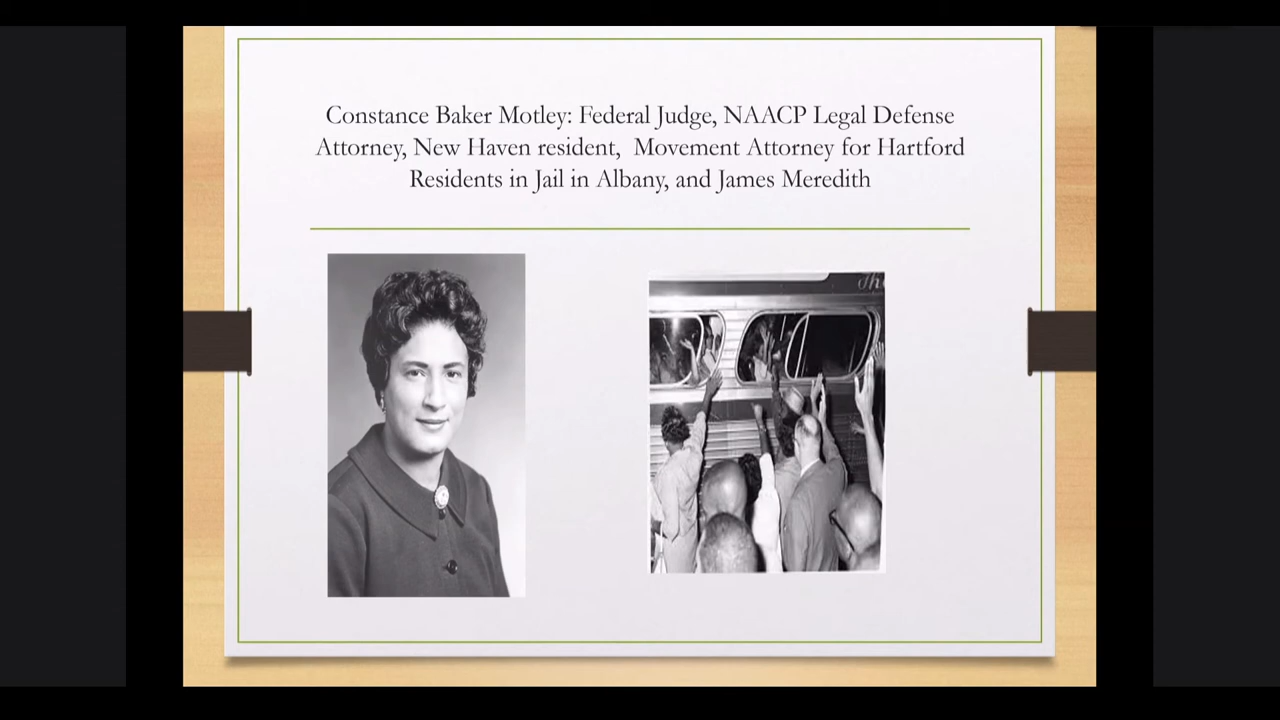 Constance Baker Motley: Federal Judge, NAACP Legal Defense
Attorney, New Haven resident,  Movement Attorney for Hartford
Residents in Jail in Albany, and James Meredith